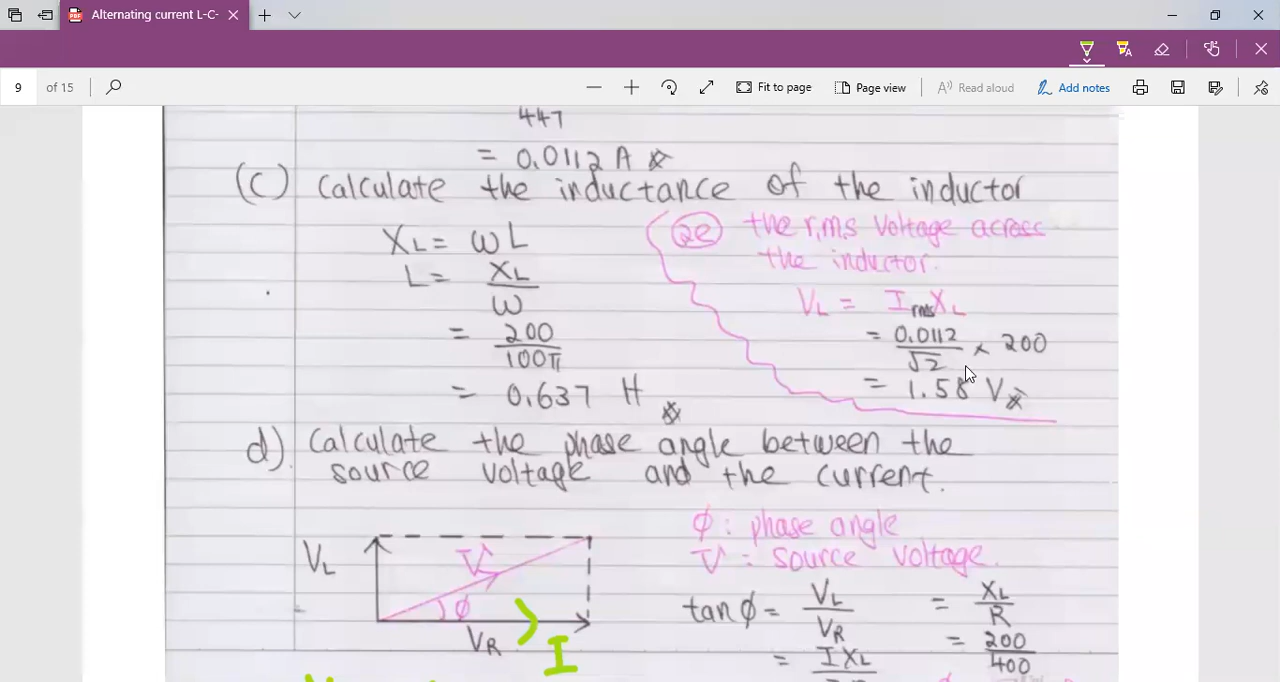 Alternating current L-C-
9 of 15
Fit to page
Page view
Read aloud
Add notes
447
= 0.0112 A
(c) Calculate the inductance of the inductor
XL = ωL
L = XL / ω
= 200 / 100π
= 0.637 H
(2e) the r.m.s voltage across
the inductor.
VL = Irms XL
= 0.0112 / √2 × 200
= 1.58 V
d). Calculate the phase angle between the
source voltage and the current.
VL
V
ϕ
VR
I
ϕ : phase angle
V : source voltage.
tanϕ = VL / VR = XL / R
= IXL
= 200 / 400